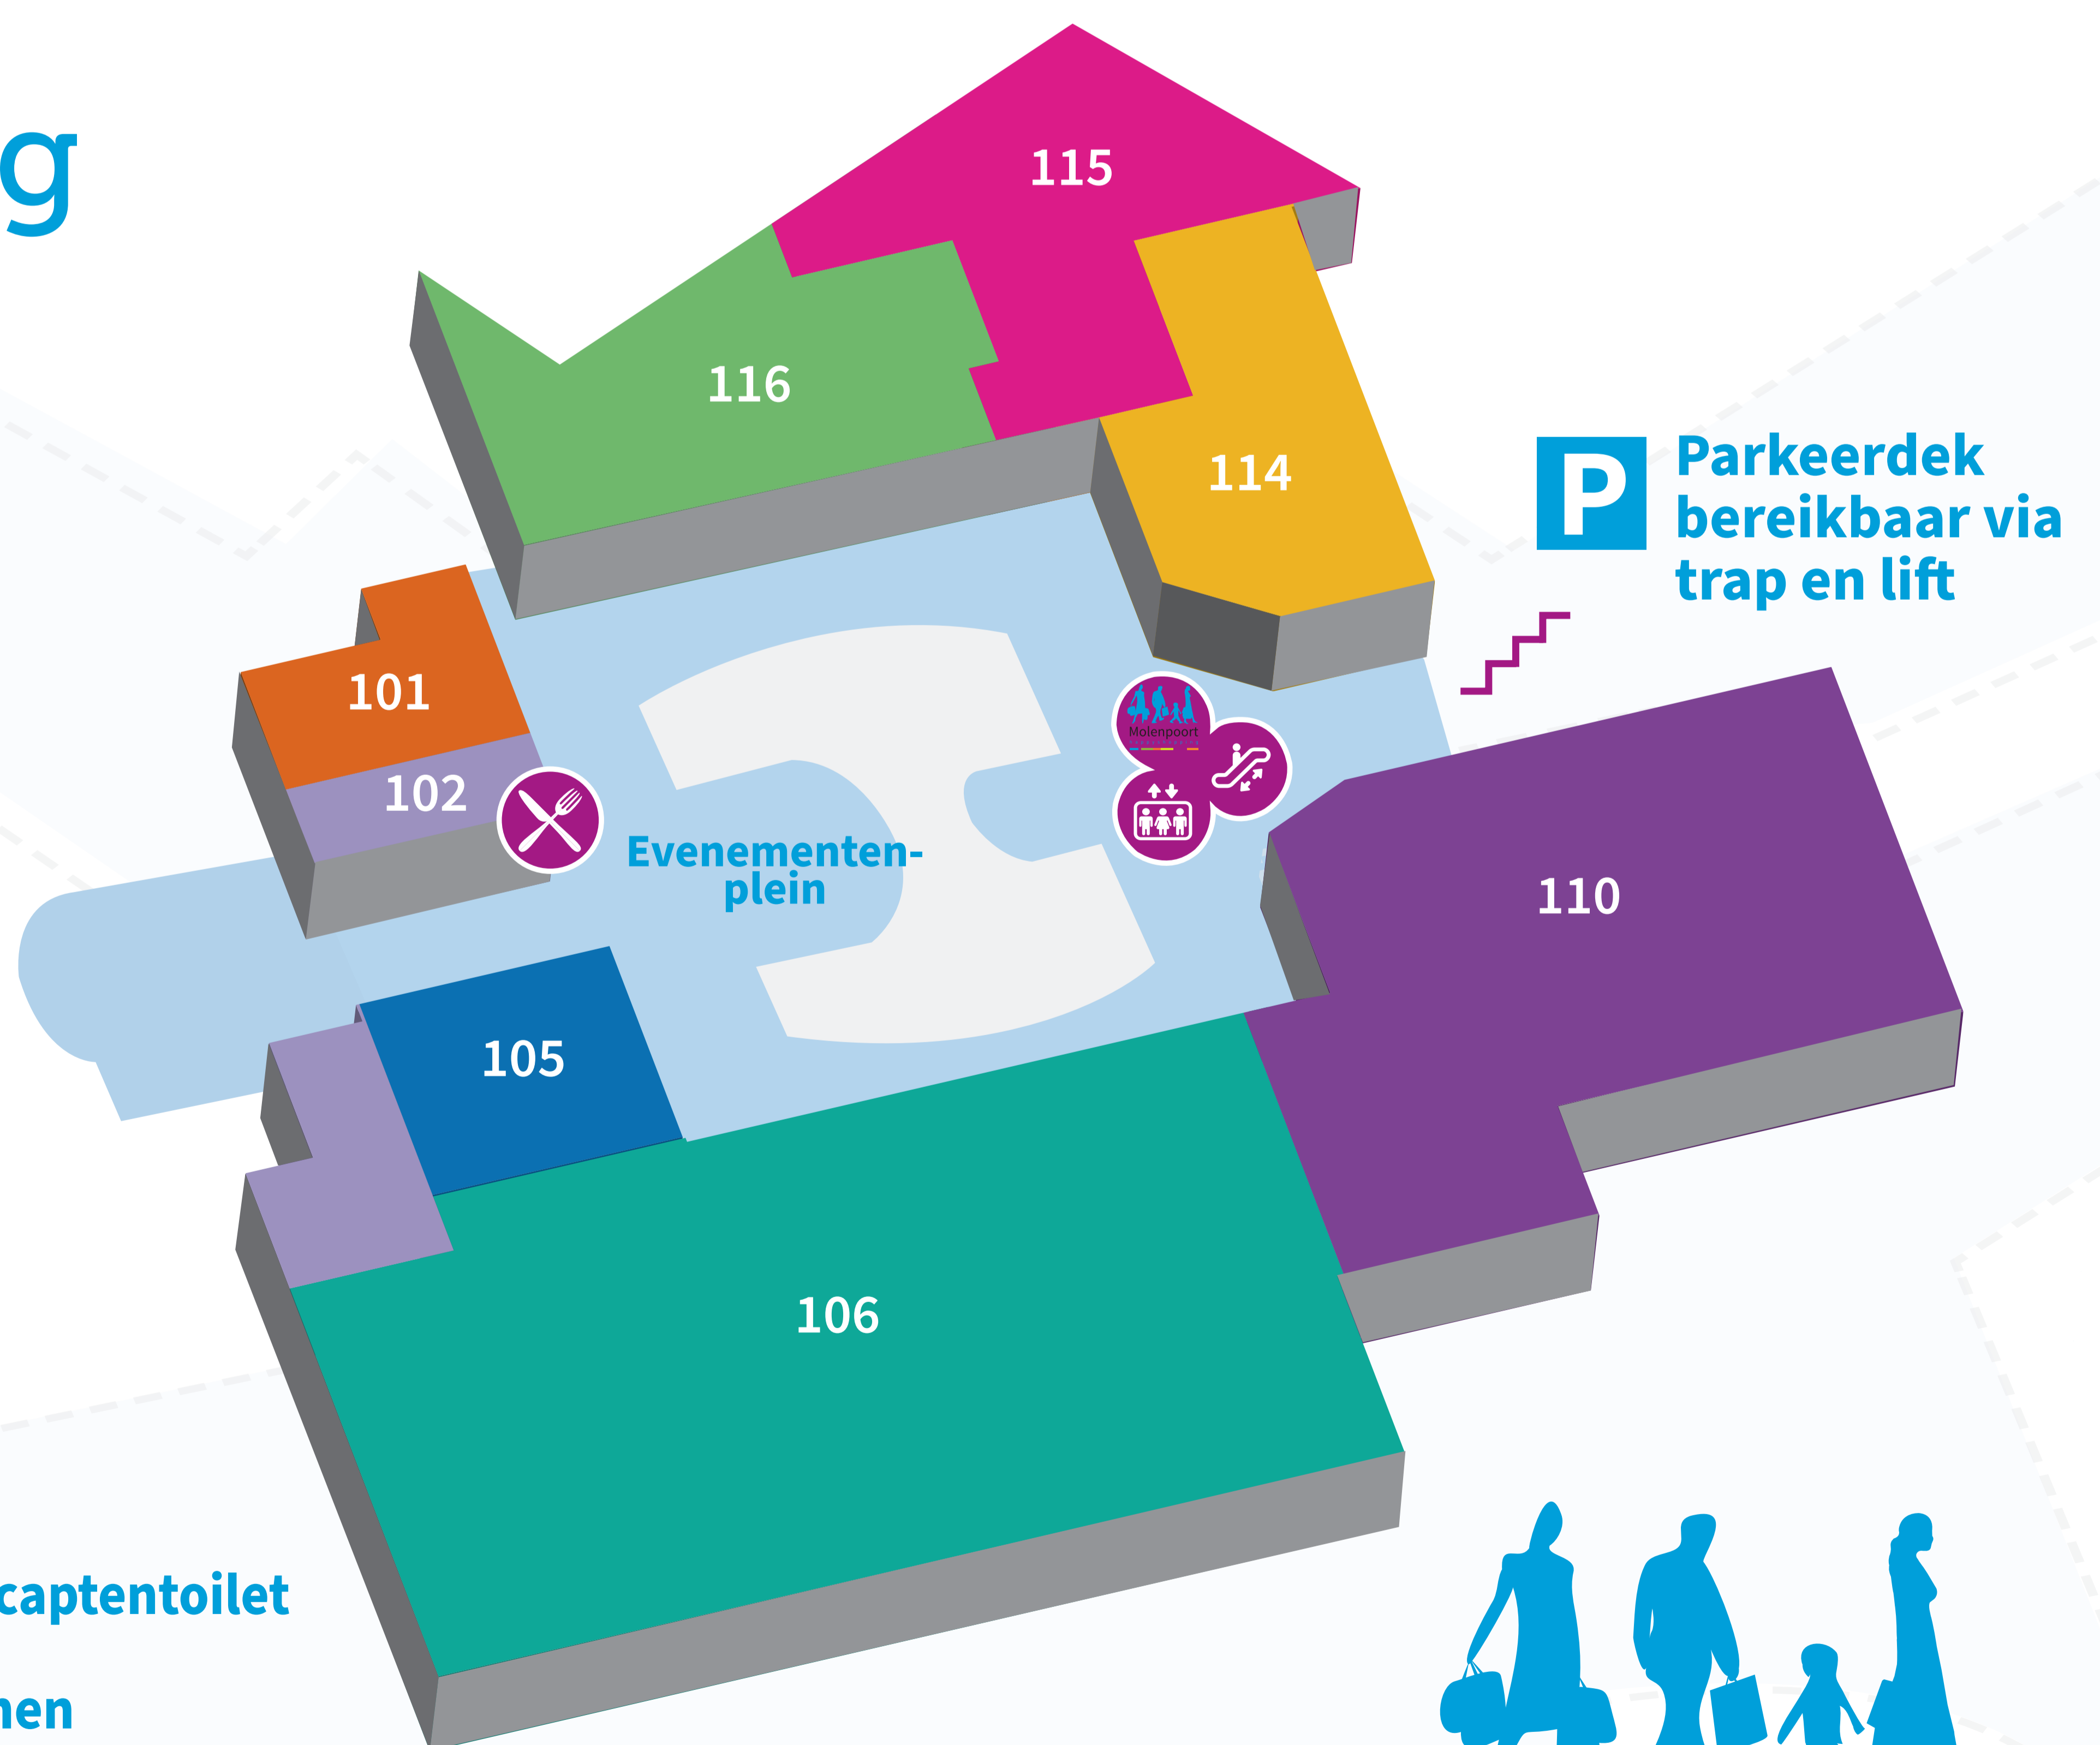 g
115
116
114
P
Parkeerdek
bereikbaar via
trap en lift
101
Molenpoort
102
Evenementen-
plein
110
105
106
captentoilet
nen